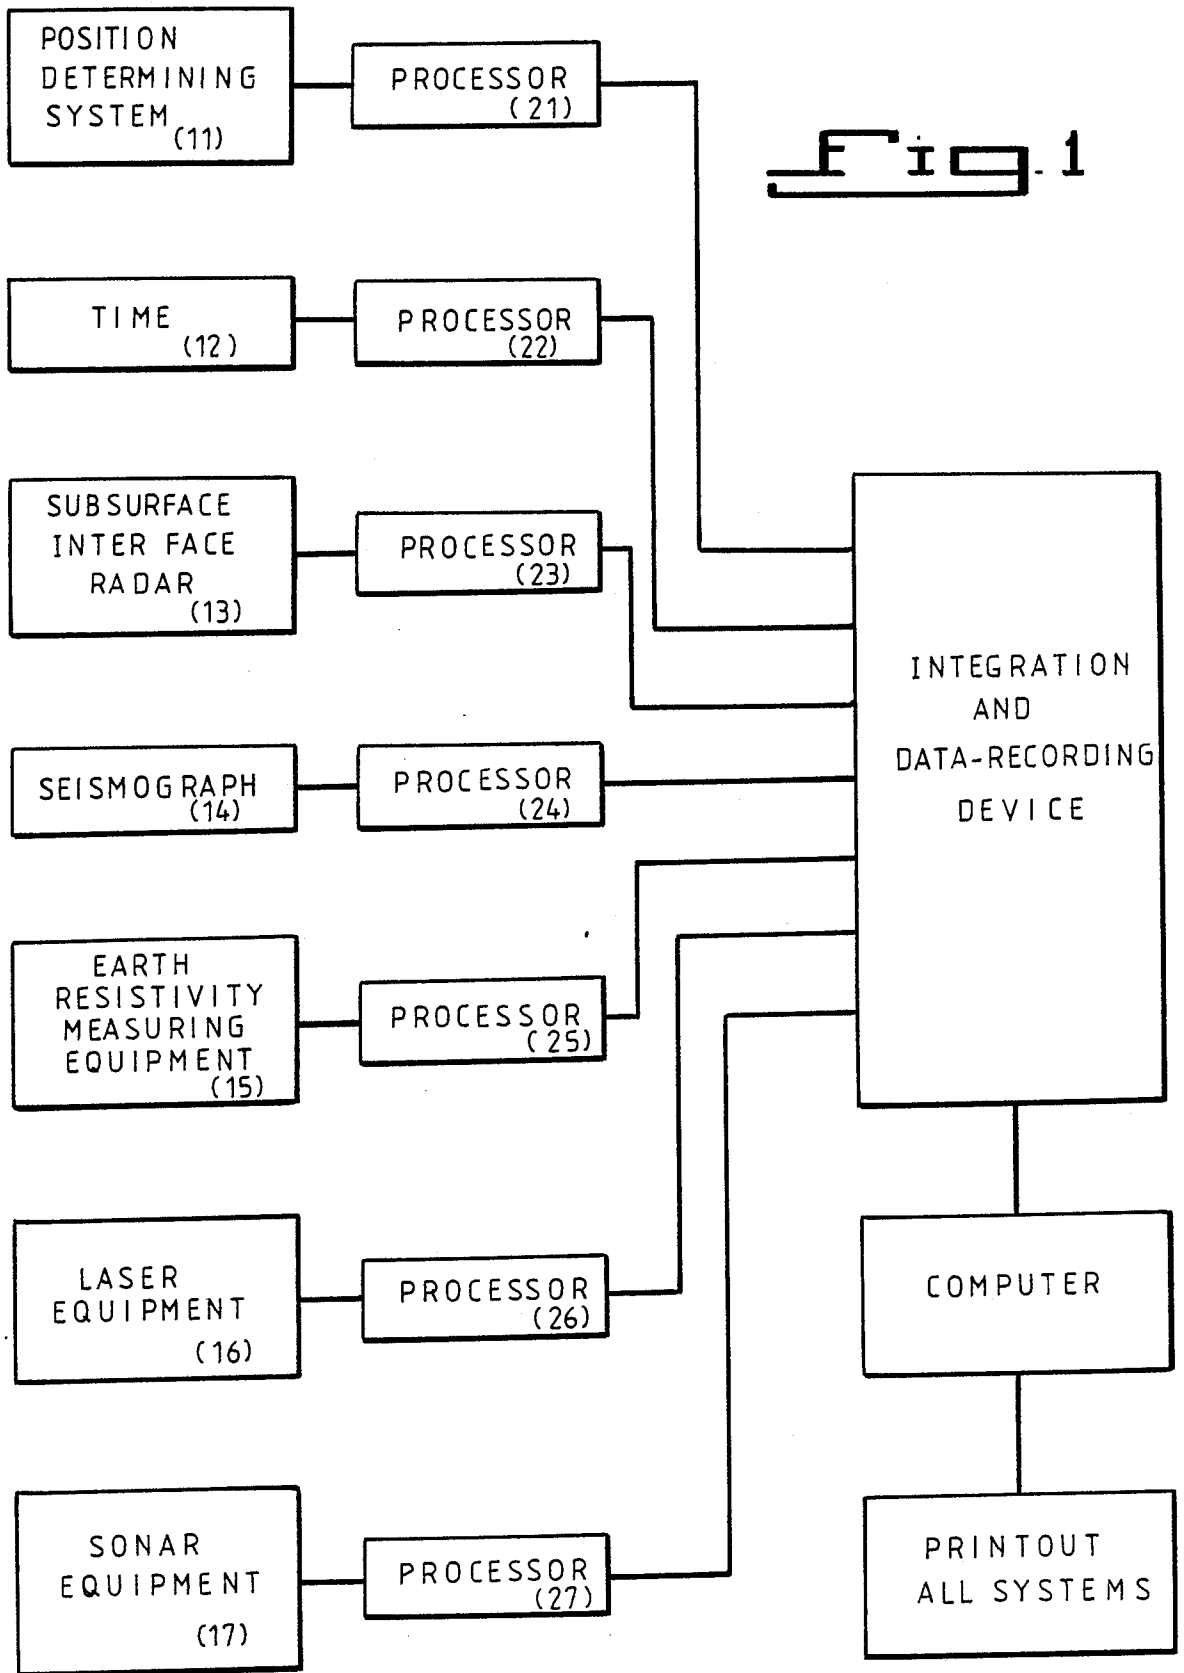 POSITION
DETERMINING
SYSTEM
(11)
PROCESSOR
(21)
Fig. 1
TIME
(12)
PROCESSOR
(22)
SUBSURFACE
INTER FACE
RADAR
(13)
PROCESSOR
(23)
INTEGRATION
AND
DATA-RECORDING
DEVICE
SEISMOGRAPH
(14)
PROCESSOR
(24)
EARTH
RESISTIVITY
MEASURING
EQUIPMENT
(15)
PROCESSOR
(25)
LASER
EQUIPMENT
(16)
PROCESSOR
(26)
COMPUTER
SONAR
EQUIPMENT
(17)
PROCESSOR
(27)
PRINTOUT
ALL SYSTEMS